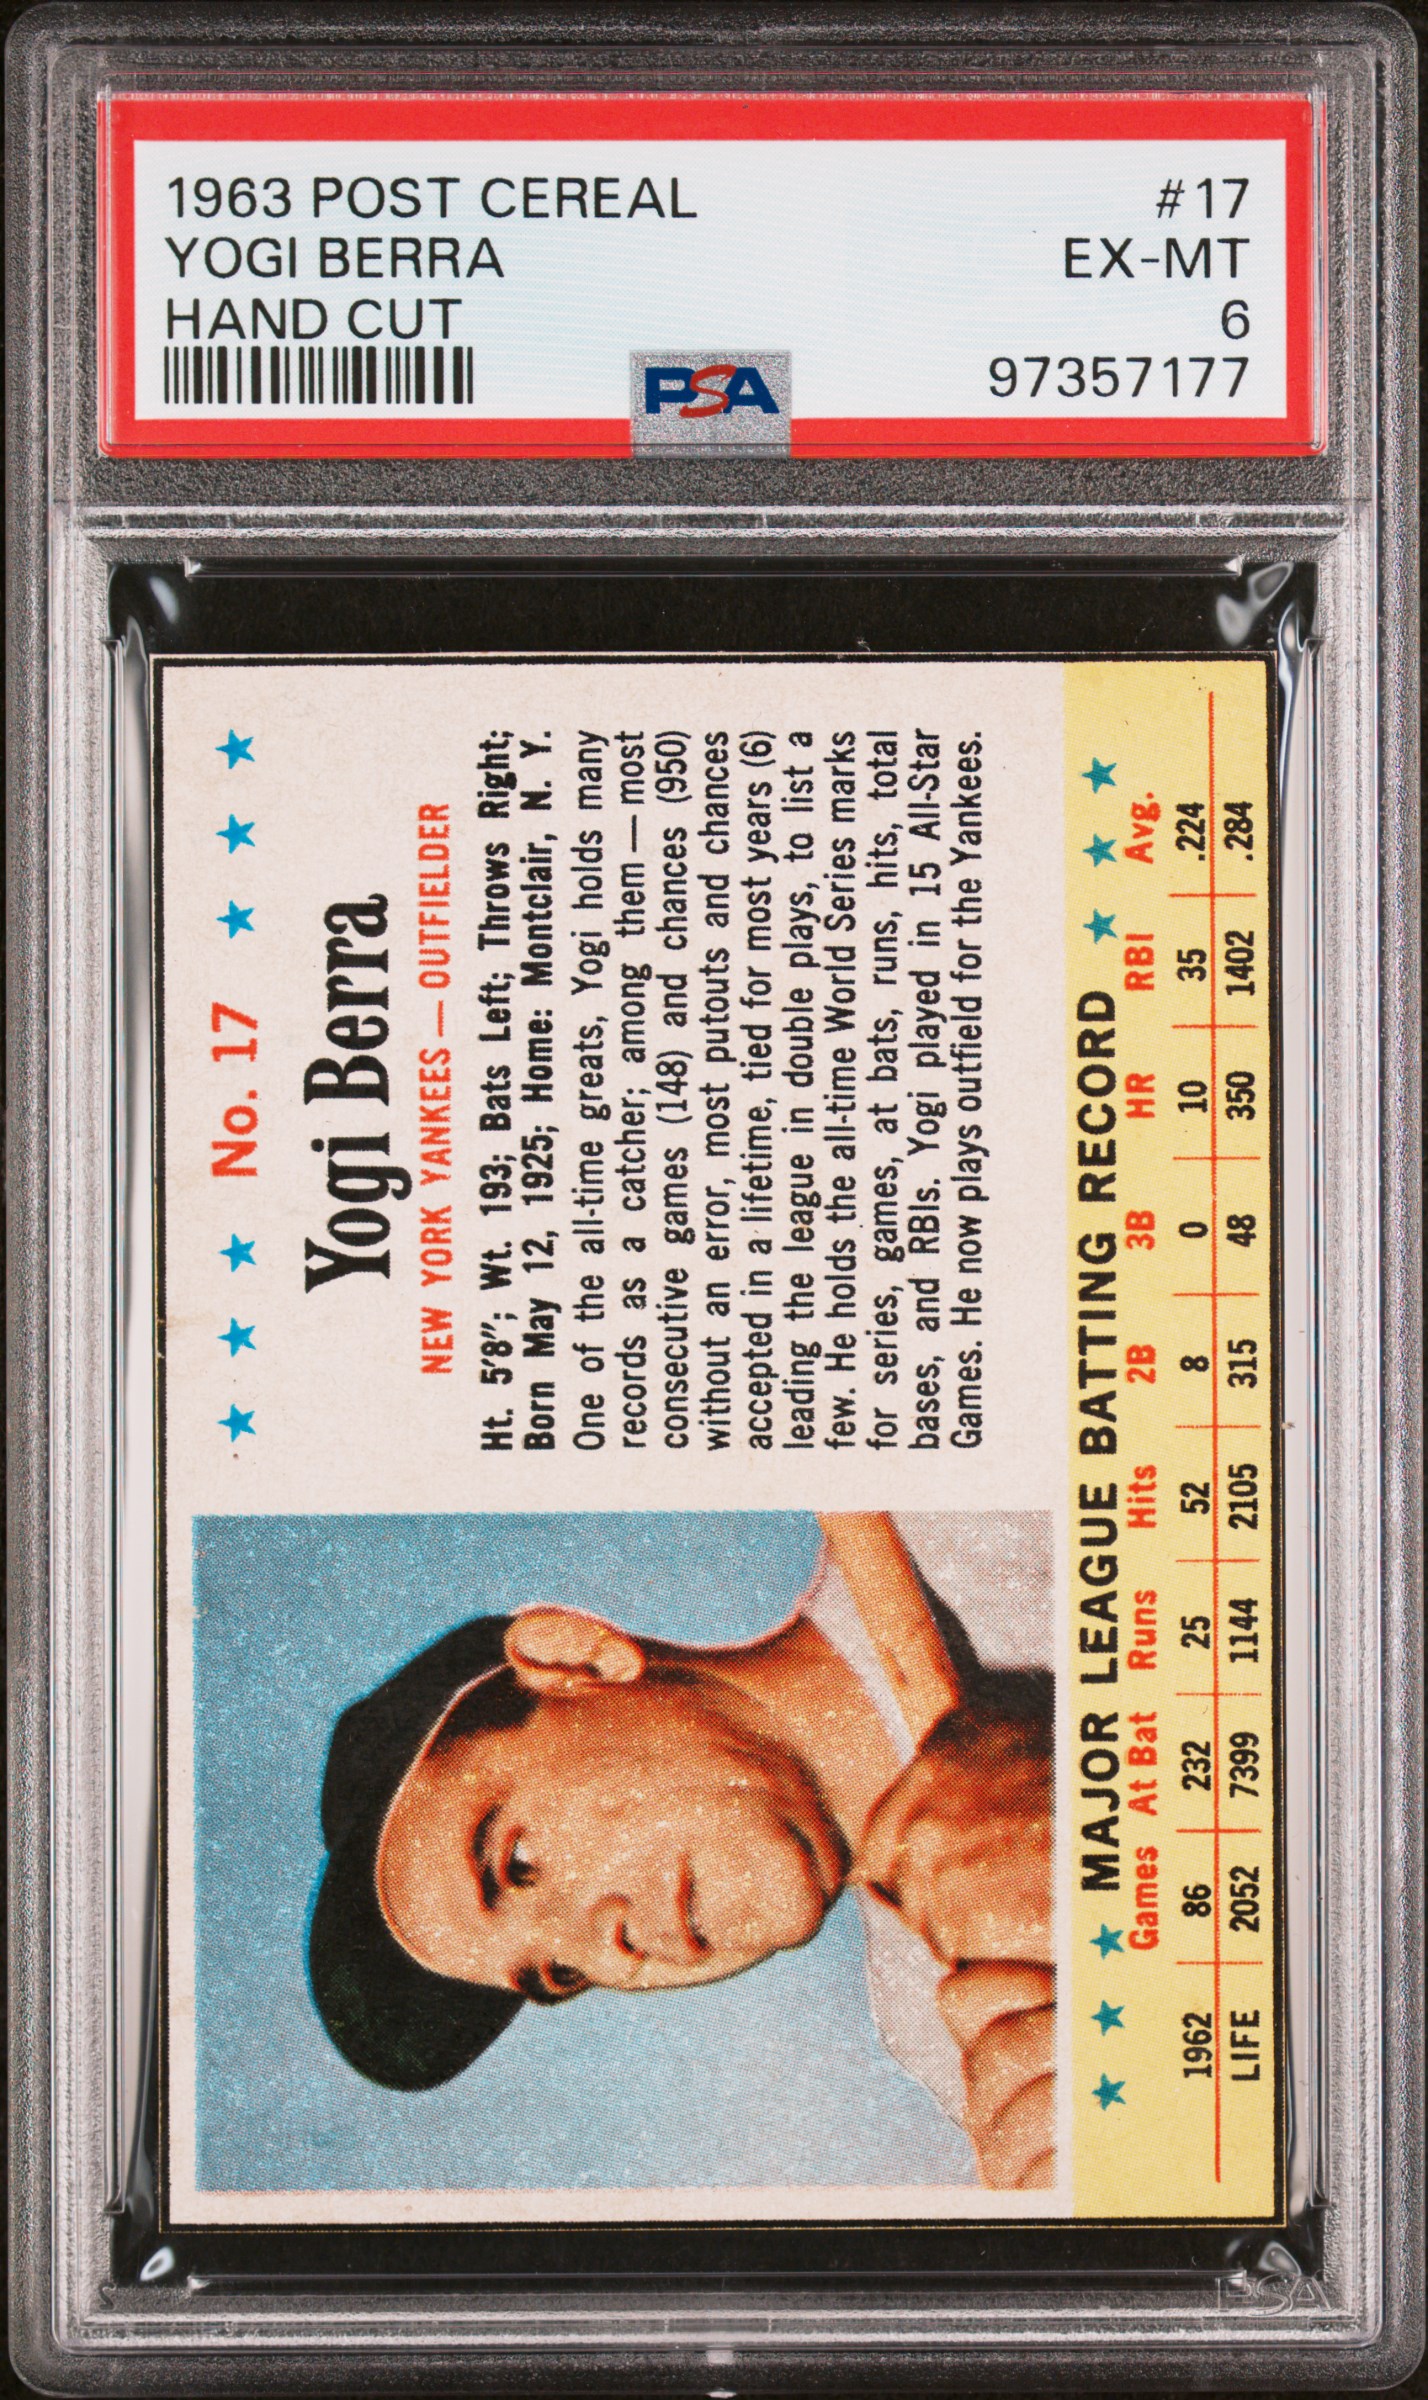 1963 POST CEREAL #17
YOGI BERRA EX-MT
HAND CUT 6
PSA 97357177
No. 17
Yogi Berra
NEW YORK YANKEES — OUTFIELDER
Ht. 5'8"; Wt. 193; Bats Left; Throws Right;
Born May 12, 1925; Home: Montclair, N. Y.
One of the all-time greats, Yogi holds many
records as a catcher; among them — most
consecutive games (148) and chances (950)
without an error, most putouts and chances
accepted in a lifetime, tied for most years (6)
leading the league in double plays, to list a
few. He holds the all-time World Series marks
for series, games, at bats, runs, hits, total
bases, and RBIs. Yogi played in 15 All-Star
Games. He now plays outfield for the Yankees.
MAJOR LEAGUE BATTING RECORD
Games At Bat Runs Hits 2B 3B HR RBI Avg.
1962 86 232 25 52 8 0 10 35 .224
LIFE 2052 7399 1144 2105 315 48 350 1402 .284
PSA